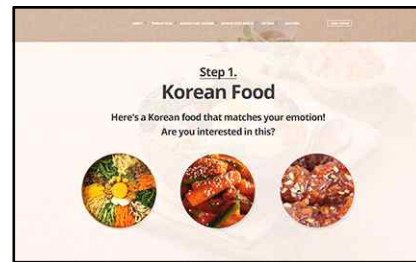 Step 1.
Korean Food
Here's a Korean food that matches your emotion!
Are you interested in this?